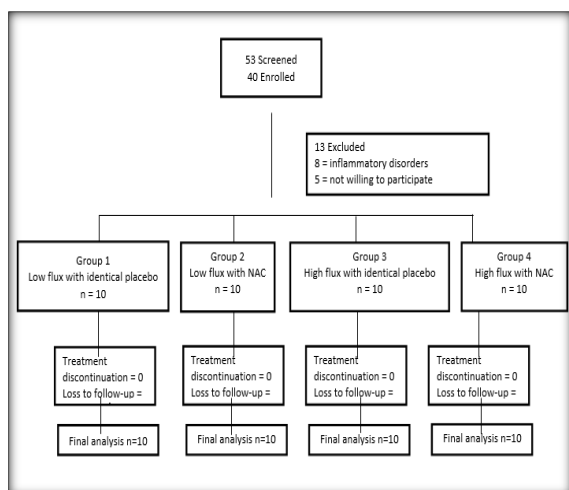 53 Screened
40 Enrolled
13 Excluded
8 = inflammatory disorders
5 = not willing to participate
Group 1
Low flux with identical placebo
n = 10
Group 2
Low flux with NAC
n = 10
Group 3
High flux with identical placebo
n = 10
Group 4
High flux with NAC
n = 10
Treatment
discontinuation = 0
Loss to follow-up =
Treatment
discontinuation = 0
Loss to follow-up =
Treatment
discontinuation = 0
Loss to follow-up =
Treatment
discontinuation = 0
Loss to follow-up =
Final analysis n=10
Final analysis n=10
Final analysis n=10
Final analysis n=10